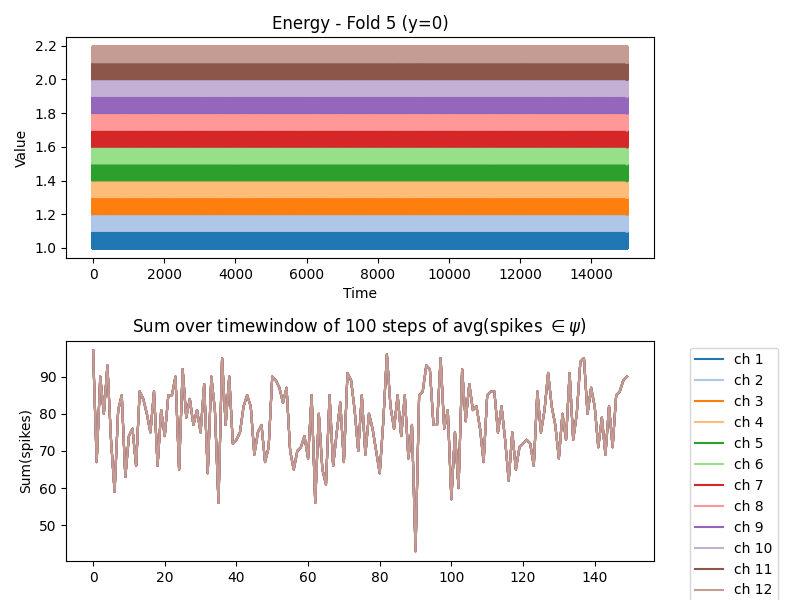 Energy - Fold 5 (y=0)
Value
2.2
2.0
1.8
1.6
1.4
1.2
1.0
0 2000 4000 6000 8000 10000 12000 14000
Time
Sum over timewindow of 100 steps of avg(spikes ∈ ψ)
Sum(spikes)
90
80
70
60
50
0 20 40 60 80 100 120 140
ch 1
ch 2
ch 3
ch 4
ch 5
ch 6
ch 7
ch 8
ch 9
ch 10
ch 11
ch 12